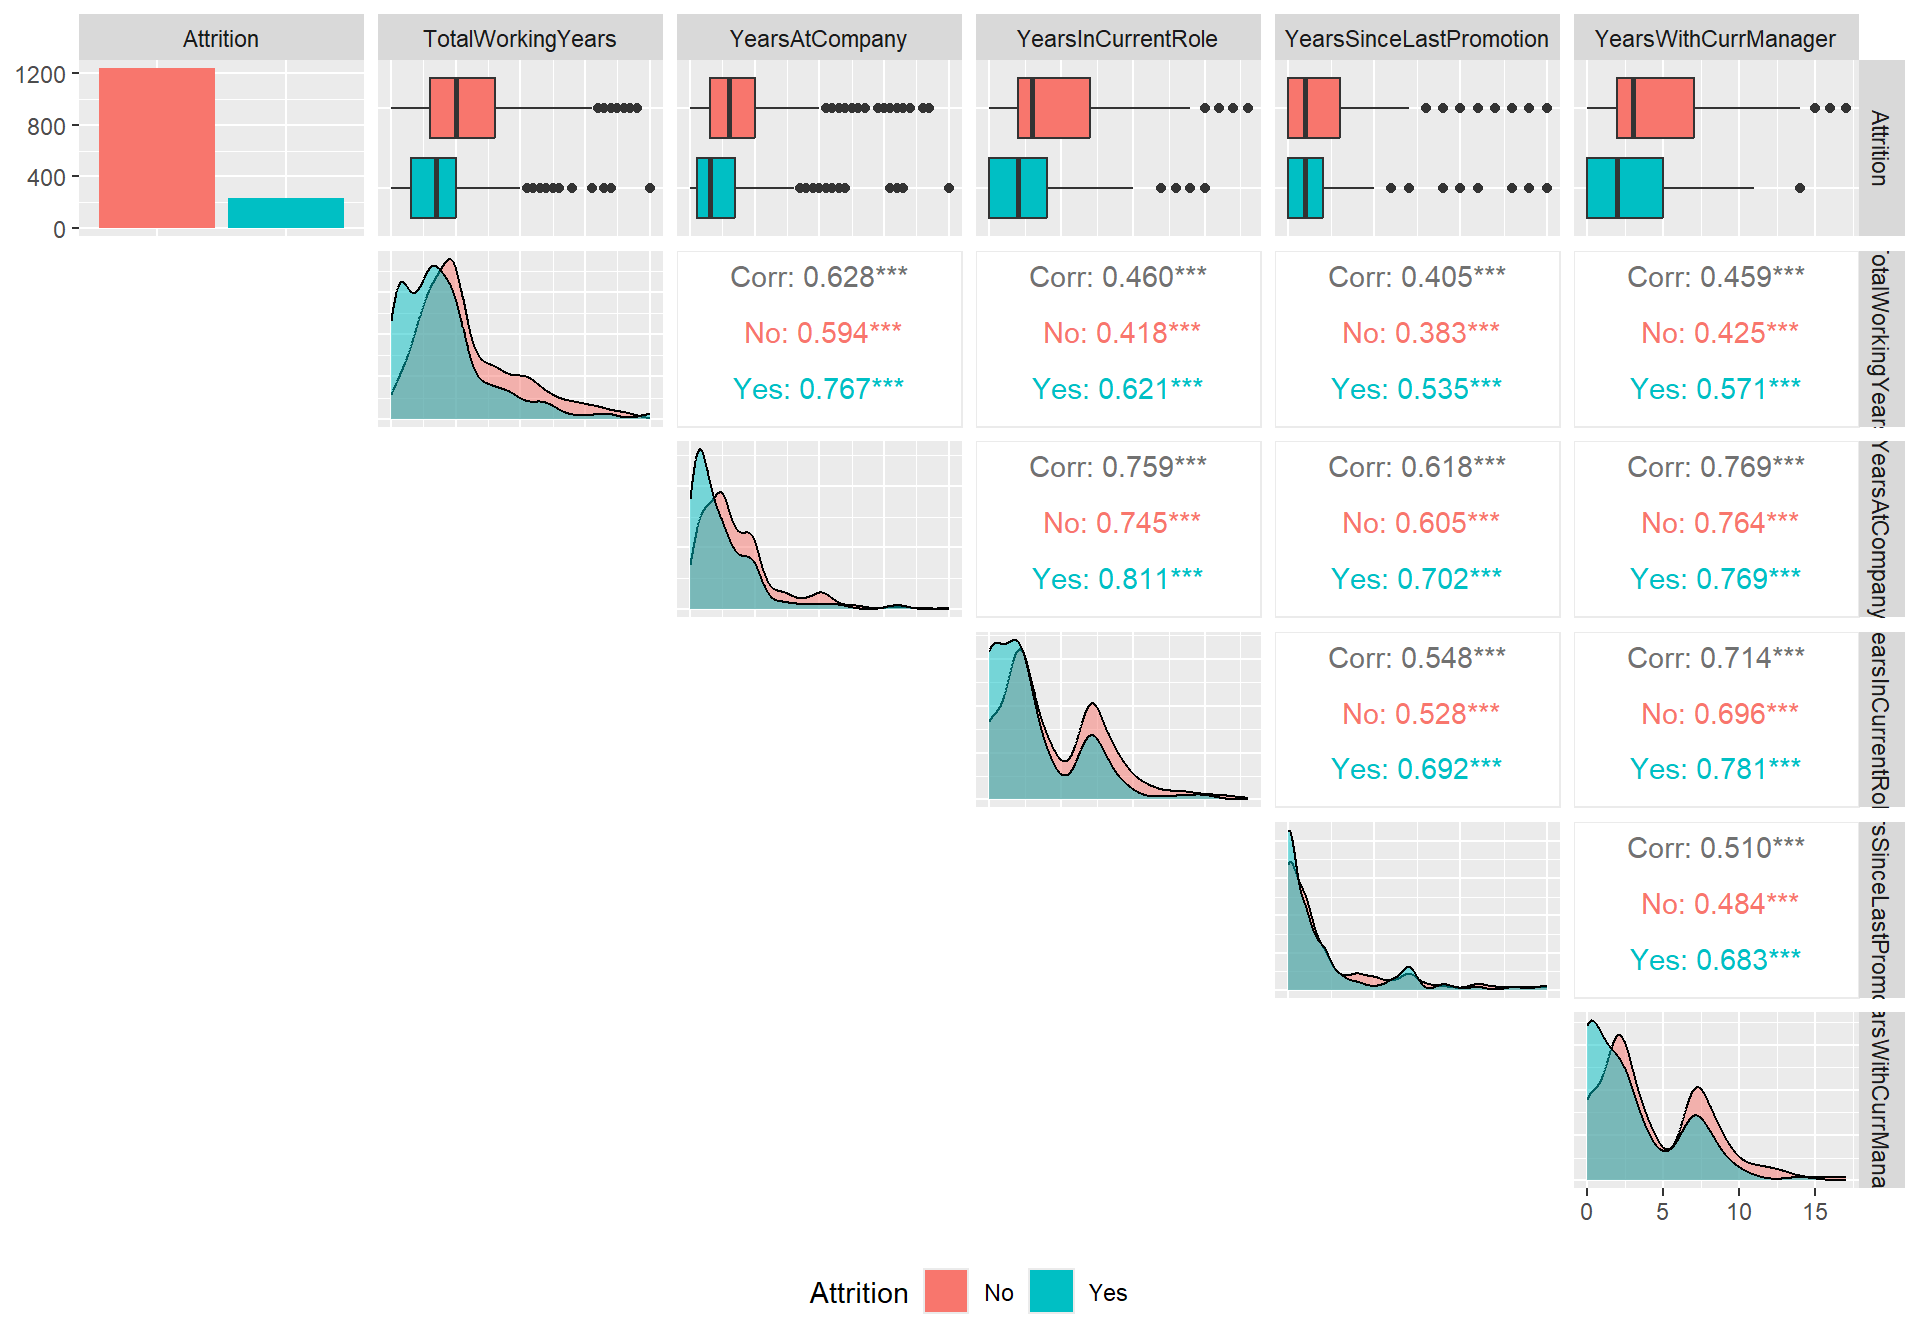 Attrition TotalWorkingYears YearsAtCompany YearsInCurrentRole YearsSinceLastPromotion YearsWithCurrManager
1200
800
400
0
Attrition
Corr: 0.628*** Corr: 0.460*** Corr: 0.405*** Corr: 0.459***
No: 0.594*** No: 0.418*** No: 0.383*** No: 0.425***
Yes: 0.767*** Yes: 0.621*** Yes: 0.535*** Yes: 0.571***
otalWorkingYear
Corr: 0.759*** Corr: 0.618*** Corr: 0.769***
No: 0.745*** No: 0.605*** No: 0.764***
Yes: 0.811*** Yes: 0.702*** Yes: 0.769***
YearsAtCompany
Corr: 0.548*** Corr: 0.714***
No: 0.528*** No: 0.696***
Yes: 0.692*** Yes: 0.781***
earsInCurrentRol
Corr: 0.510***
No: 0.484***
Yes: 0.683***
rsSinceLastPromo
arsWithCurrMana
0 5 10 15
Attrition No Yes